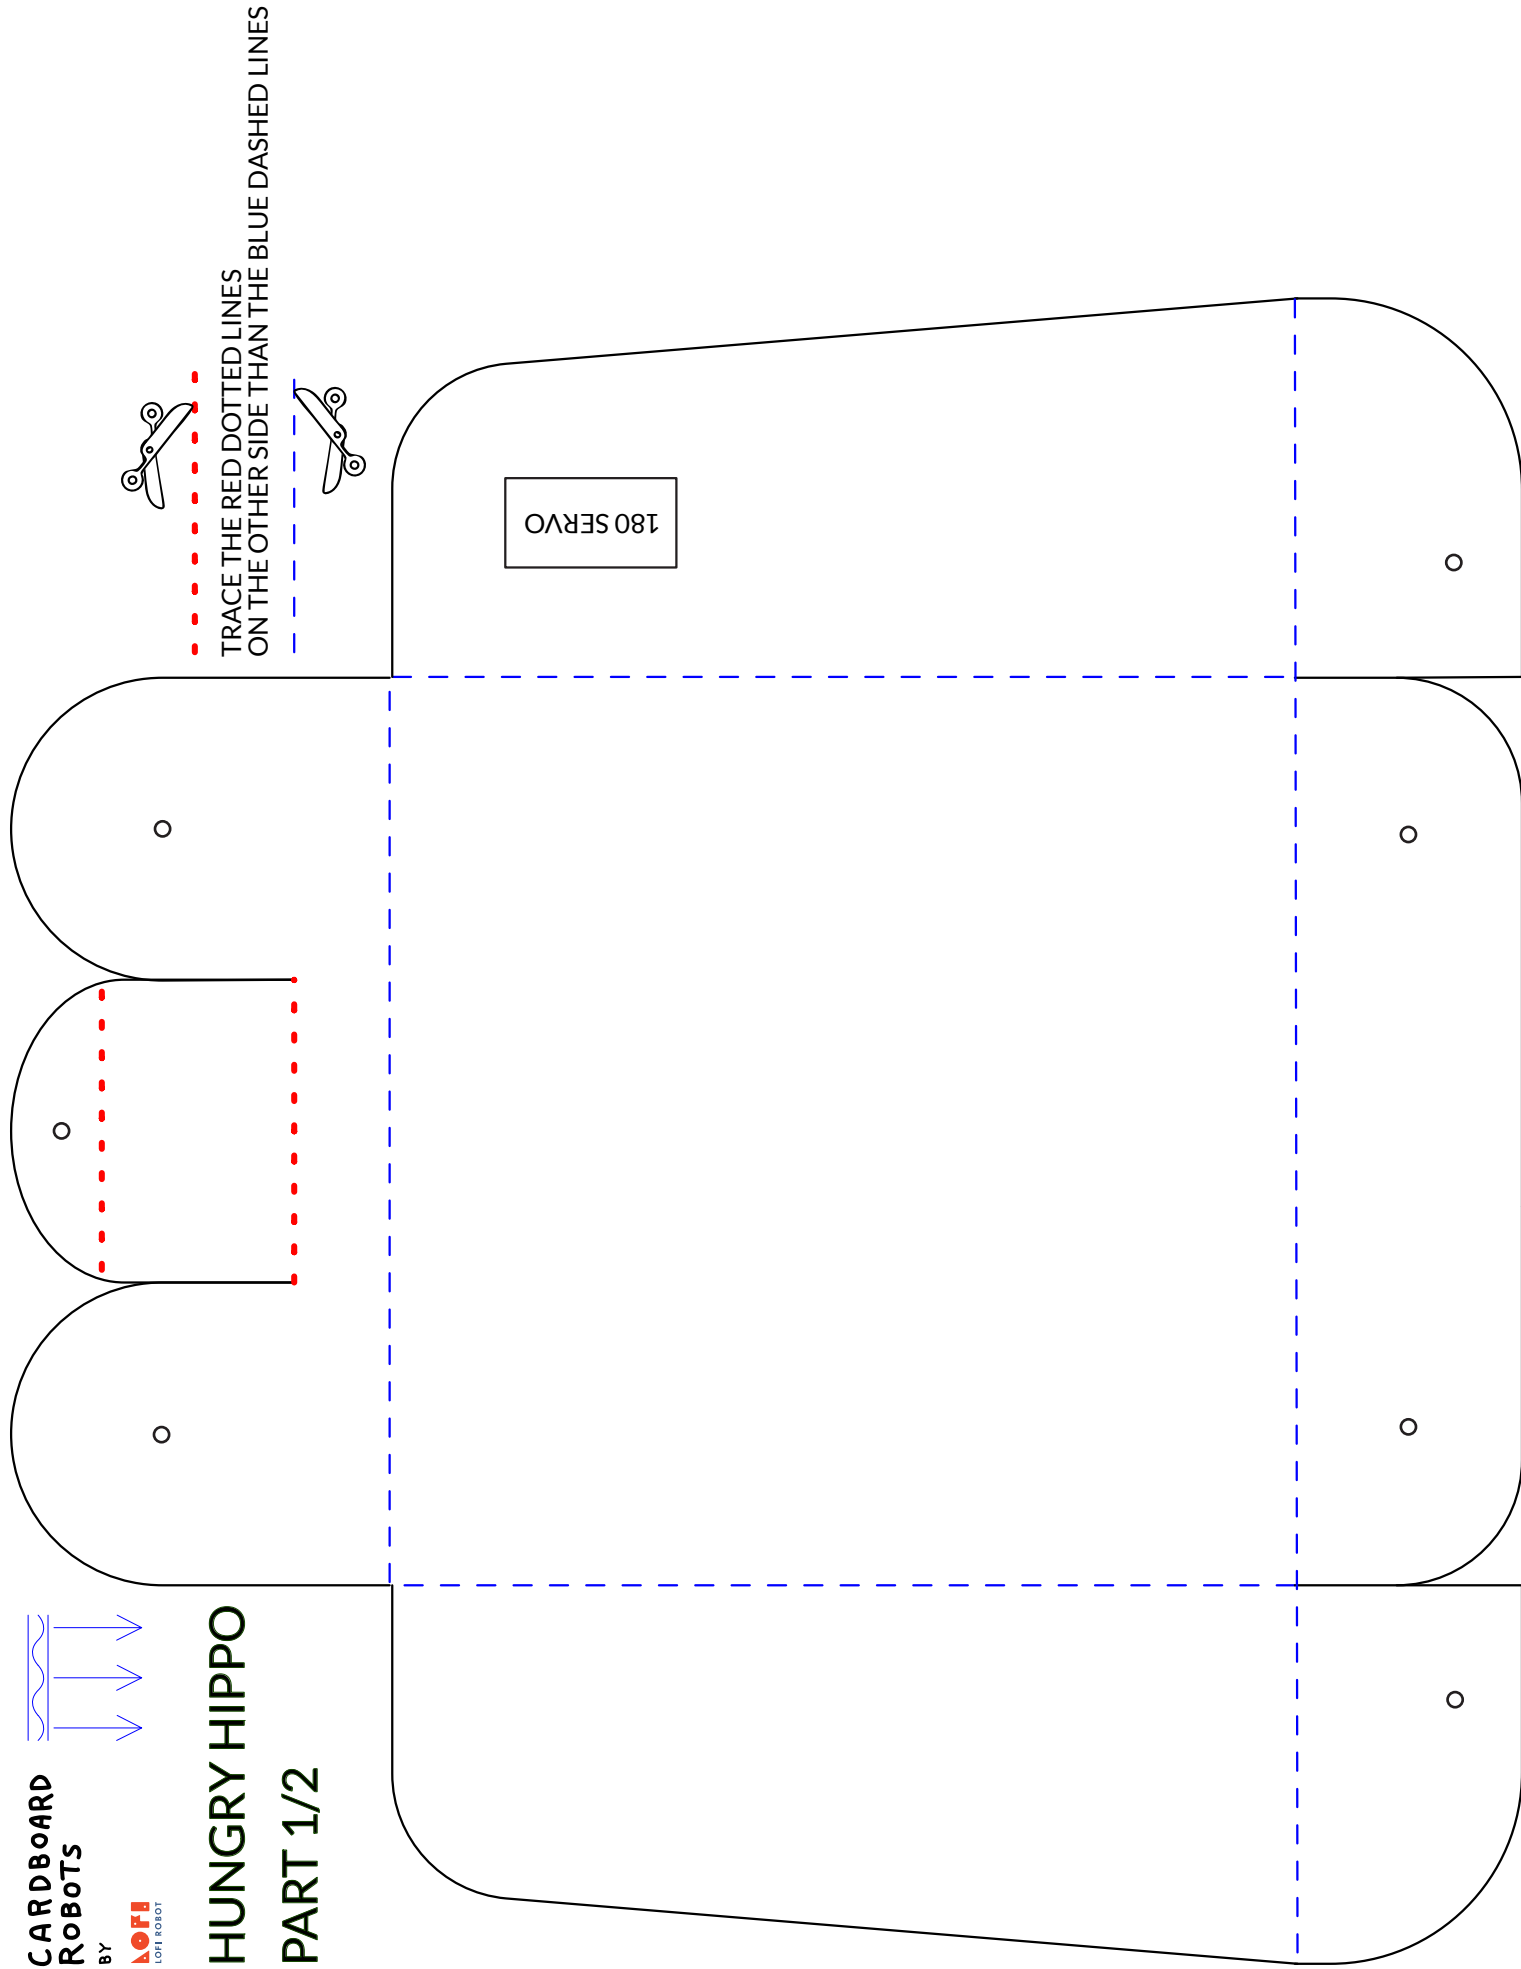 CARDBOARD
ROBOTS
BY
LOFI
LOFI ROBOT
HUNGRY HIPPO
PART 1/2
TRACE THE RED DOTTED LINES
ON THE OTHER SIDE THAN THE BLUE DASHED LINES
180 SERVO